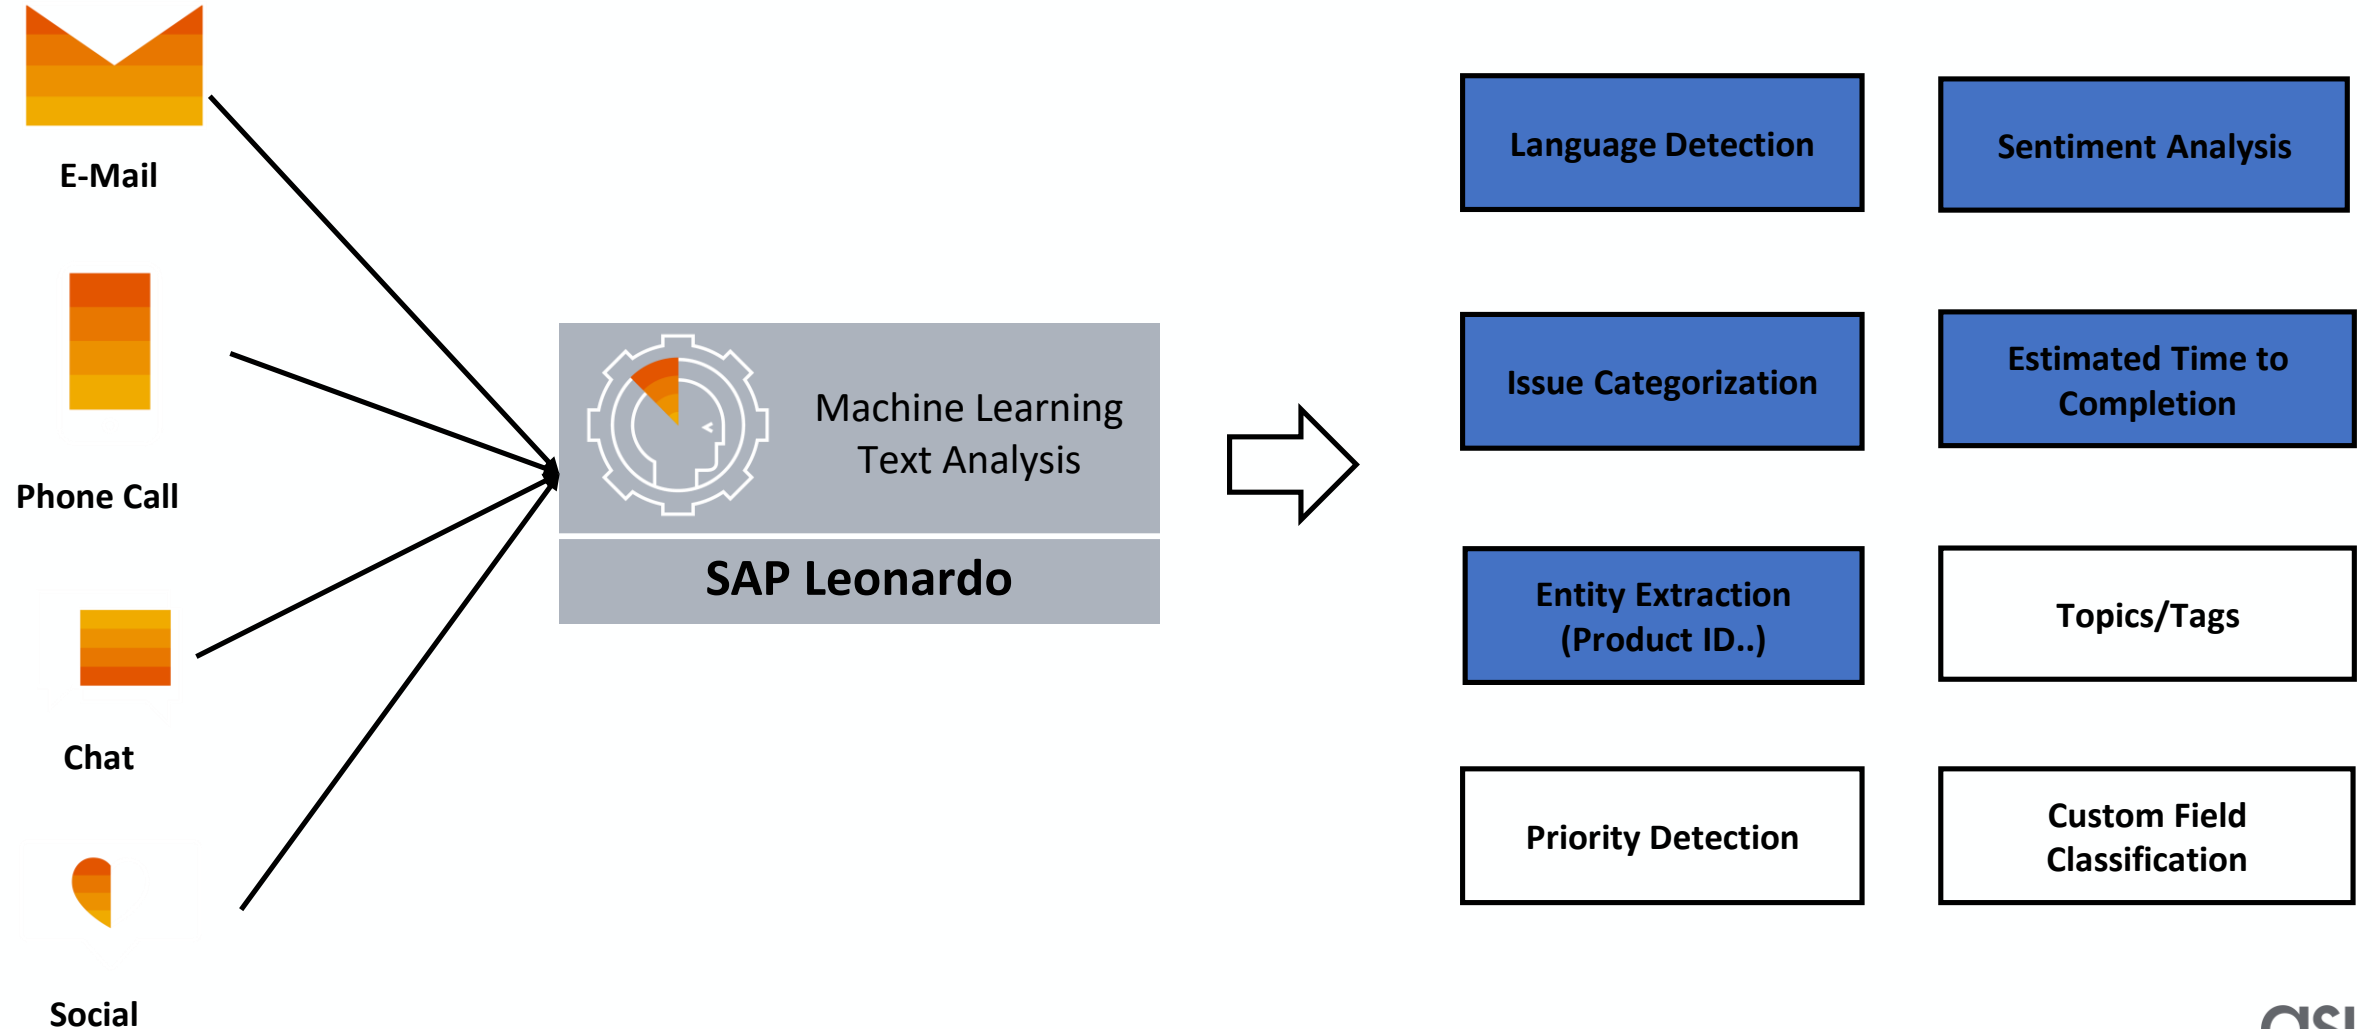 E-Mail
Phone Call
Chat
Social
Machine Learning
Text Analysis
SAP Leonardo
Language Detection
Sentiment Analysis
Issue Categorization
Estimated Time to
Completion
Entity Extraction
(Product ID..)
Topics/Tags
Priority Detection
Custom Field
Classification